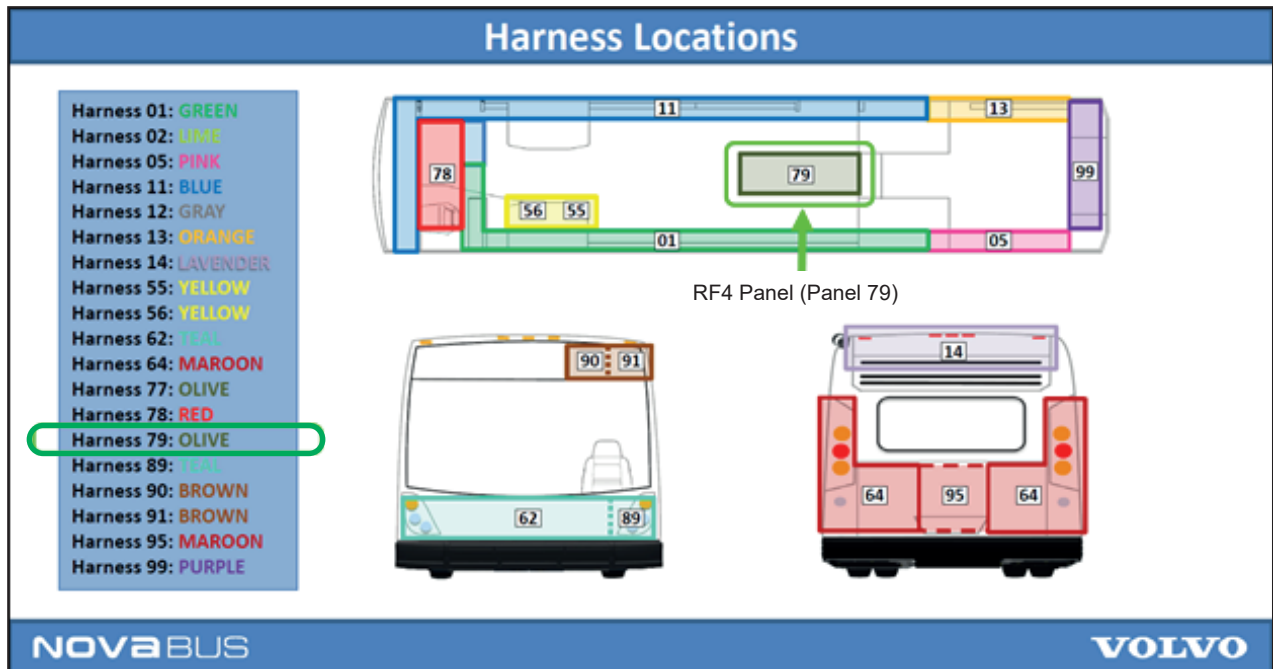 Harness Locations
Harness 01: GREEN
Harness 02: LIME
Harness 05: PINK
Harness 11: BLUE
Harness 12: GRAY
Harness 13: ORANGE
Harness 14: LAVENDER
Harness 55: YELLOW
Harness 56: YELLOW
Harness 62: TEAL
Harness 64: MAROON
Harness 77: OLIVE
Harness 78: RED
Harness 79: OLIVE
Harness 89: TEAL
Harness 90: BROWN
Harness 91: BROWN
Harness 95: MAROON
Harness 99: PURPLE
11
13
78
79
99
56
55
01
05
RF4 Panel (Panel 79)
90
91
62
89
14
64
95
64
NOVABUS
VOLVO